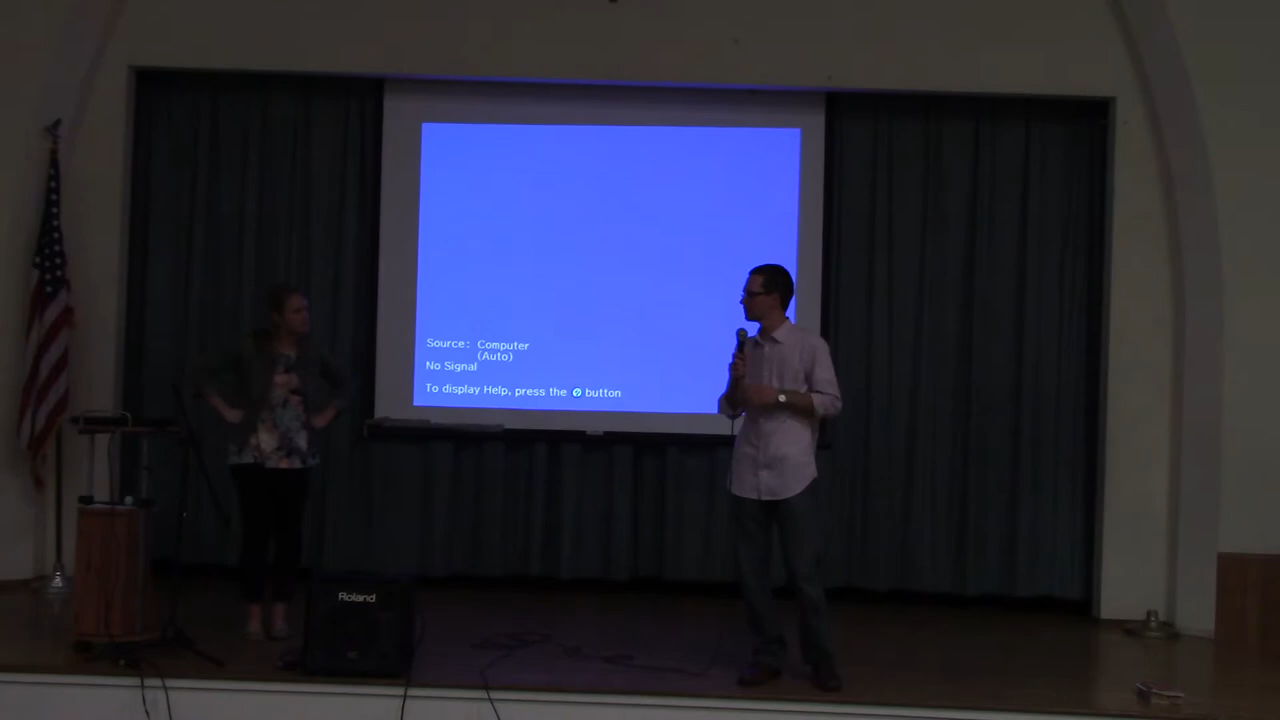 Source: Computer
(Auto)
No Signal
To display Help, press the button
Roland